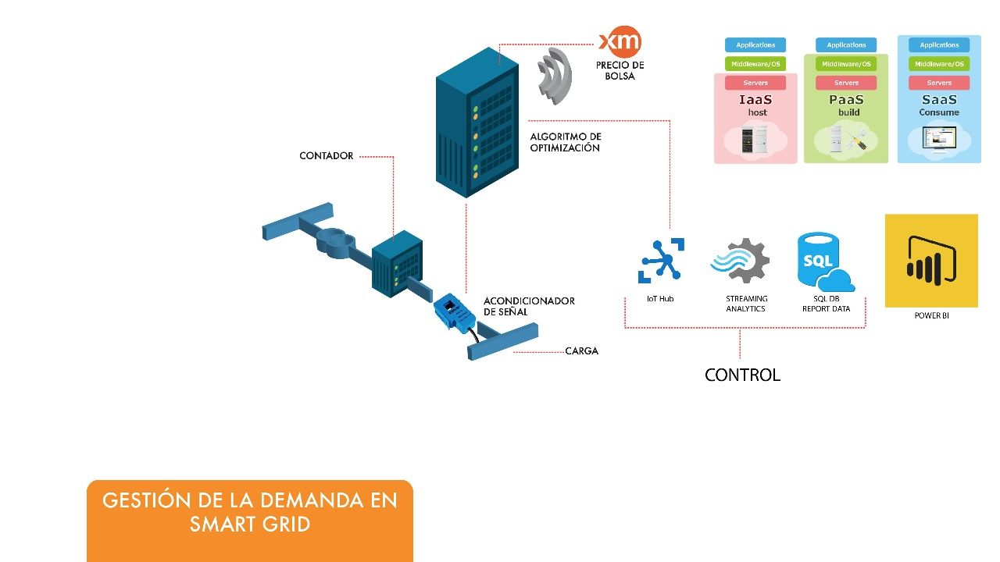 xm
PRECIO DE
BOLSA
ALGORITMO DE
OPTIMIZACIÓN
CONTADOR
ACONDICIONADOR
DE SEÑAL
CARGA
Applications
Middleware/OS
Servers
IaaS
host
Applications
Middleware/OS
Servers
PaaS
build
Applications
Middleware/OS
Servers
SaaS
Consume
IoT Hub
STREAMING
ANALYTICS
SQL
SQL DB
REPORT DATA
POWER BI
CONTROL
GESTIÓN DE LA DEMANDA EN
SMART GRID